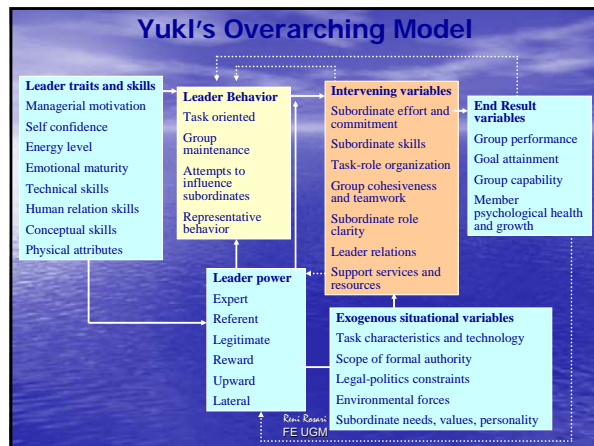 Yukl's Overarching Model
Leader traits and skills
Managerial motivation
Self confidence
Energy level
Emotional maturity
Technical skills
Human relation skills
Conceptual skills
Physical attributes
Leader Behavior
Task oriented
Group
maintenance
Attempts to
influence
subordinates
Representative
behavior
Intervening variables
Subordinate effort and
commitment
Subordinate skills
Task-role organization
Group cohesiveness
and teamwork
Subordinate role
clarity
Leader relations
Support services and
resources
End Result
variables
Group performance
Goal attainment
Group capability
Member
psychological health
and growth
Leader power
Expert
Referent
Legitimate
Reward
Upward
Lateral
Exogenous situational variables
Task characteristics and technology
Scope of formal authority
Legal-politics constraints
Environmental forces
Subordinate needs, values, personality
Reni Rosari
FE UGM